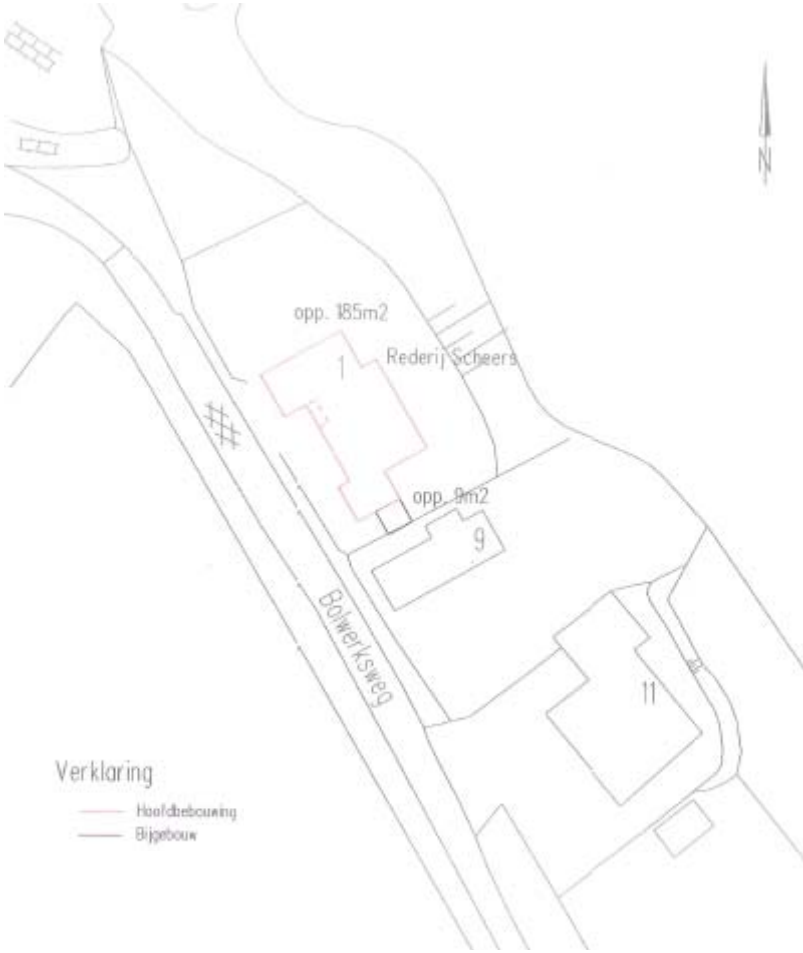 N
opp. 185m2
1
Rederij Scheers
opp. 9m2
9
Bolwerksweg
11
Verklaring
Hoofdbebouwing
Bijgebouw